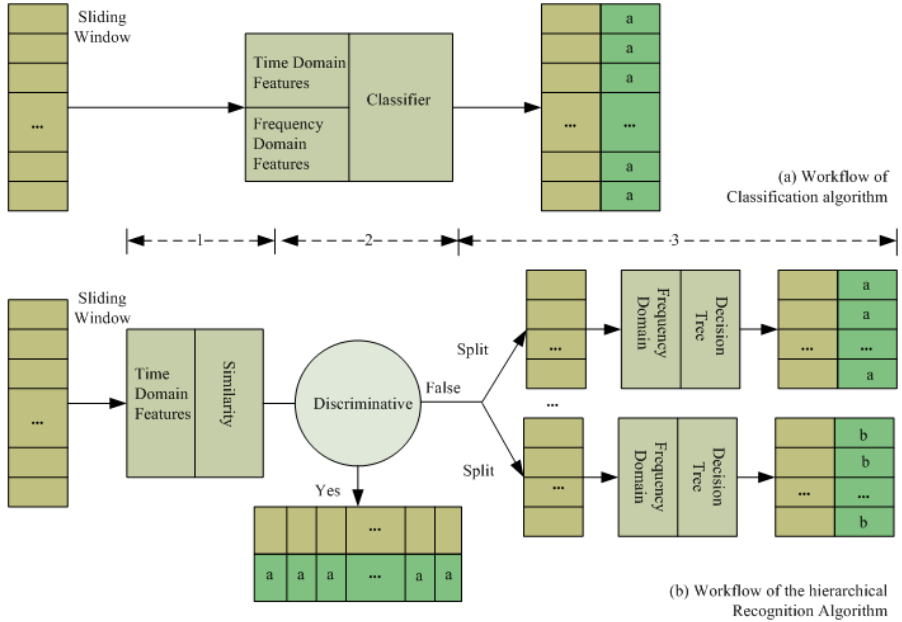 Sliding
Window
...
Time Domain
Features
Frequency
Domain
Features
Classifier
a
a
a
... ...
a
a
(a) Workflow of
Classification algorithm
1 2 3
Sliding
Window
...
Time
Domain
Features
Similarity
Discriminative
False
Yes
...
a a a ... a a
Split
...
Frequency
Domain
Decision
Tree
a
a
... ...
a
...
Split
...
Frequency
Domain
Decision
Tree
b
b
... ...
b
(b) Workflow of the hierarchical
Recognition Algorithm